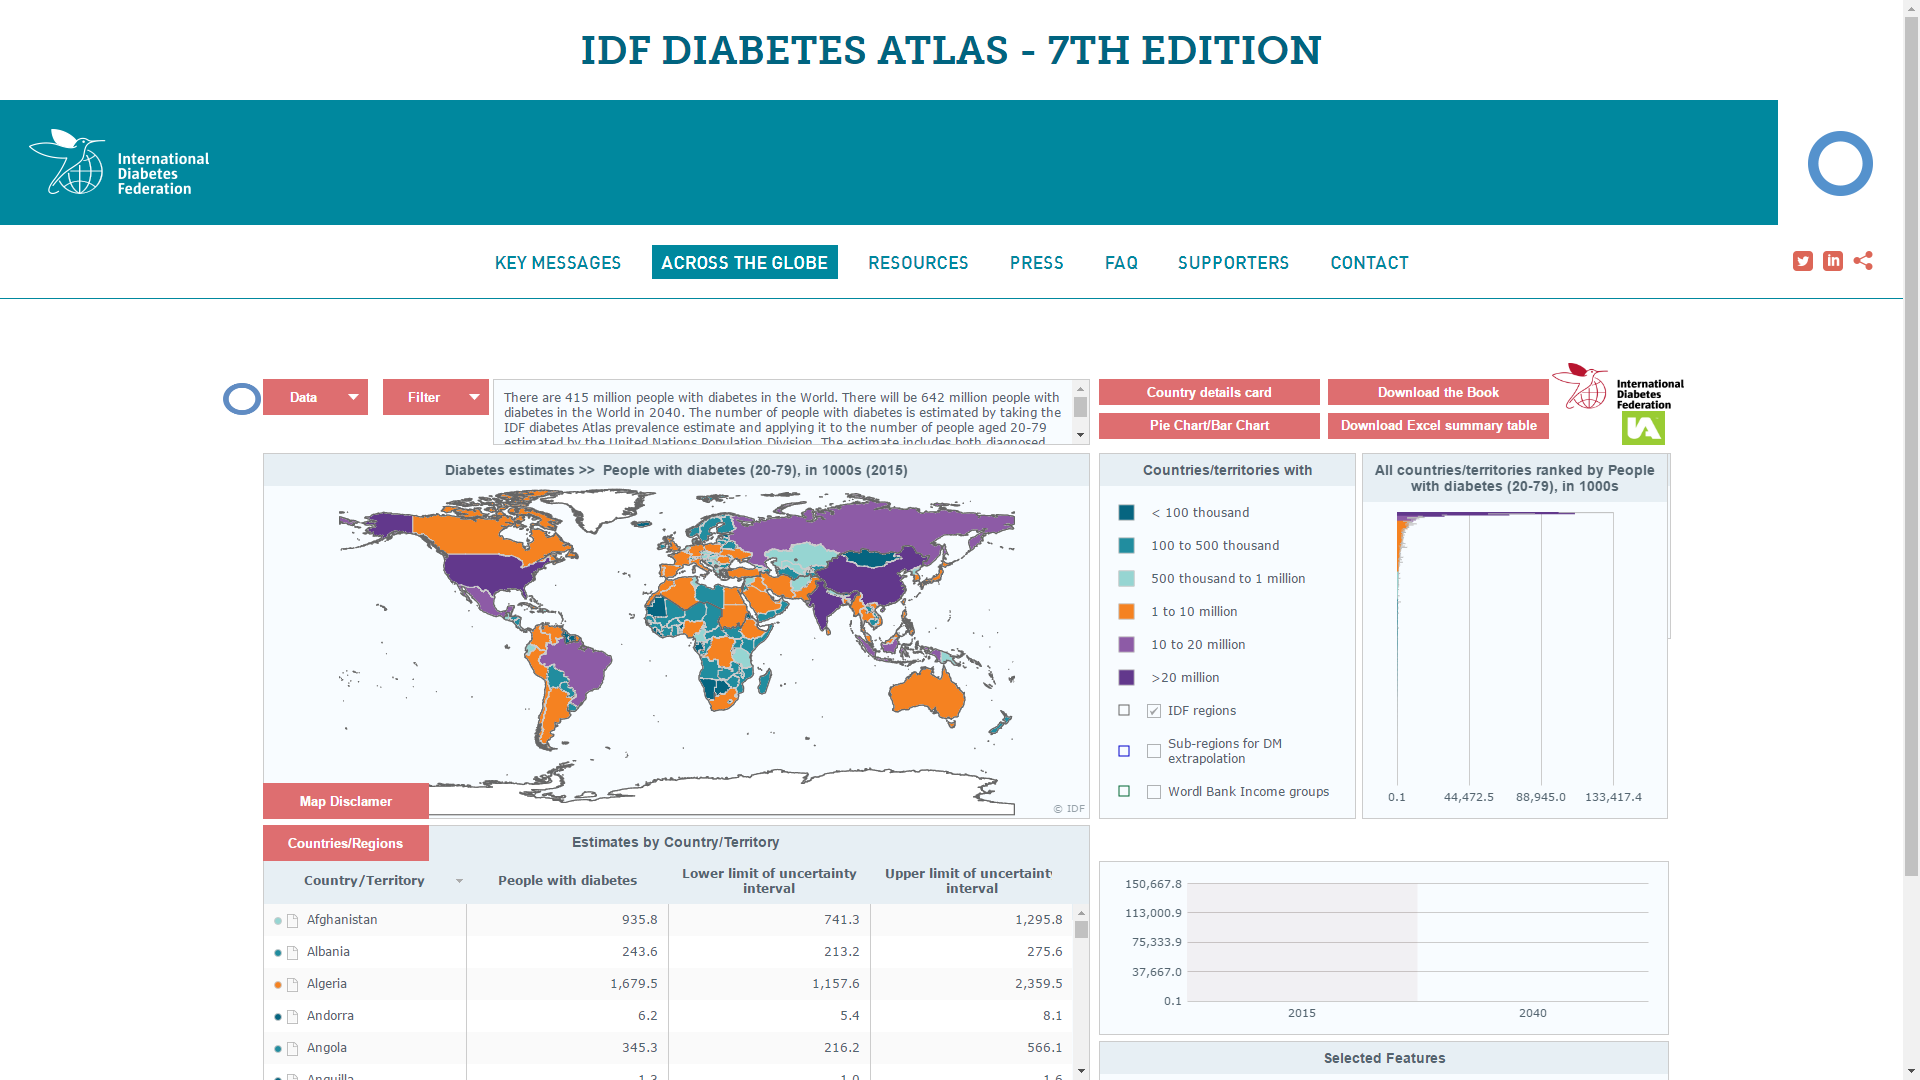 IDF DIABETES ATLAS - 7TH EDITION
International
Diabetes
Federation
KEY MESSAGES
ACROSS THE GLOBE
RESOURCES
PRESS
FAQ
SUPPORTERS
CONTACT
in
Data
Filter
There are 415 million people with diabetes in the World. There will be 642 million people with
diabetes in the World in 2040. The number of people with diabetes is estimated by taking the
IDF diabetes Atlas prevalence estimate and applying it to the number of people aged 20-79
estimated by the United Nations Population Division. The estimate includes both diagnosed
Country details card
Download the Book
Pie Chart/Bar Chart
Download Excel summary table
International
Diabetes
Federation
IA
Diabetes estimates >> People with diabetes (20-79), in 1000s (2015)
© IDF
Map Disclamer
Countries/territories with
< 100 thousand
100 to 500 thousand
500 thousand to 1 million
1 to 10 million
10 to 20 million
>20 million
IDF regions
Sub-regions for DM
extrapolation
Wordl Bank Income groups
All countries/territories ranked by People
with diabetes (20-79), in 1000s
0.1 44,472.5 88,945.0 133,417.4
Countries/Regions
Estimates by Country/Territory
Country/Territory People with diabetes Lower limit of uncertainty interval Upper limit of uncertainty interval
Afghanistan 935.8 741.3 1,295.8
Albania 243.6 213.2 275.6
Algeria 1,679.5 1,157.6 2,359.5
Andorra 6.2 5.4 8.1
Angola 345.3 216.2 566.1
Anguilla 1.3 1.0 1.6
150,667.8
113,000.9
75,333.9
37,667.0
0.1
2015 2040
Selected Features